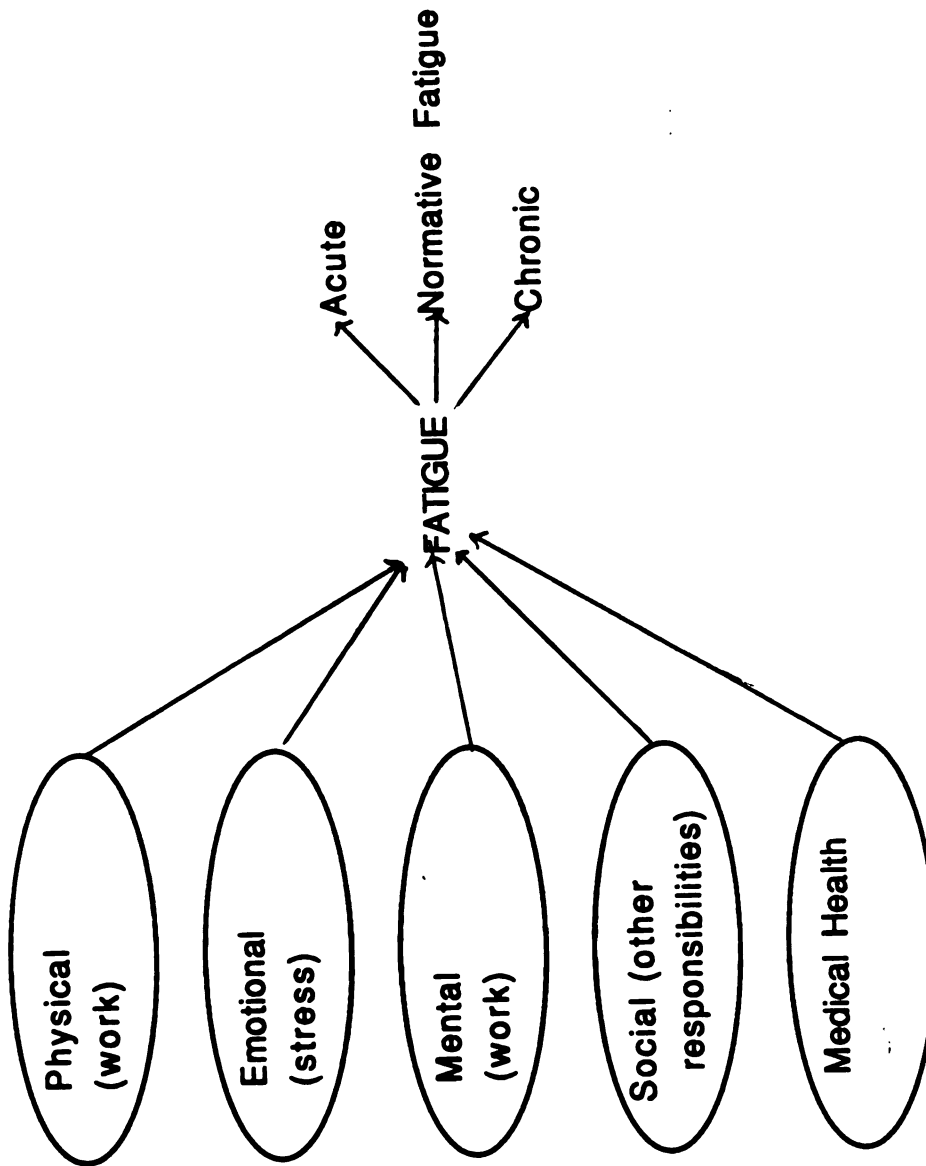 Physical
(work)
Emotional
(stress)
Mental
(work)
Social (other
responsibilities)
Medical Health
FATIGUE
Acute
Normative Fatigue
Chronic